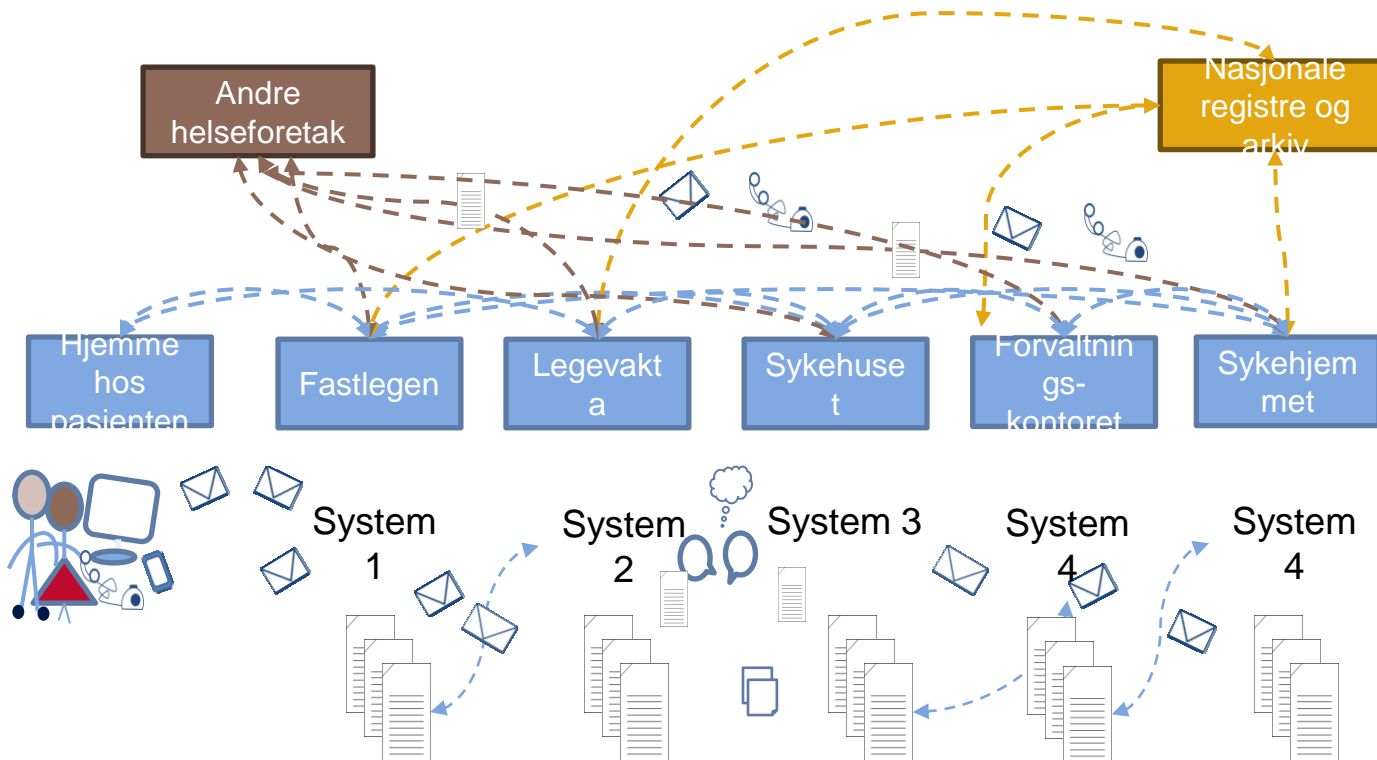 Andre
helseforetak
Nasjonale
registre og
arkiv
Hjemme
hos
pasienten
Fastlegen
Legevakt
a
Sykehuse
t
Forvaltnin
gs-
kontoret
Sykehjem
met
System
1
System
2
System 3
System
4
System
4